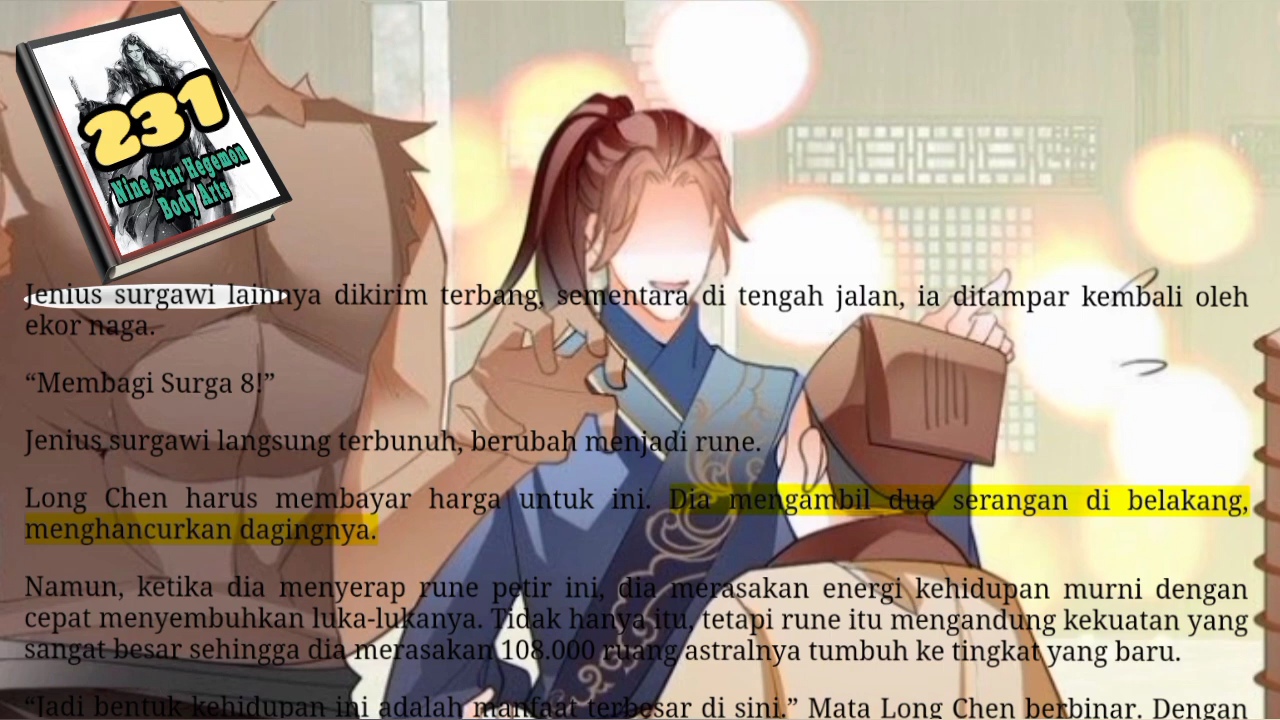 231
Nine Star Hegemon
Body Arts
Jenius surgawi lainnya dikirim terbang, sementara di tengah jalan, ia ditampar kembali oleh
ekor naga.
“Membagi Surga 8!”
Jenius surgawi langsung terbunuh, berubah menjadi rune.
Long Chen harus membayar harga untuk ini. Dia mengambil dua serangan di belakang,
menghancurkan dagingnya.
Namun, ketika dia menyerap rune petir ini, dia merasakan energi kehidupan murni dengan
cepat menyembuhkan luka-lukanya. Tidak hanya itu, tetapi rune itu mengandung kekuatan yang
sangat besar sehingga dia merasakan 108.000 ruang astralnya tumbuh ke tingkat yang baru.
“Jadi bentuk kehidupan ini adalah manfaat terbesar di sini.” Mata Long Chen berbinar. Dengan